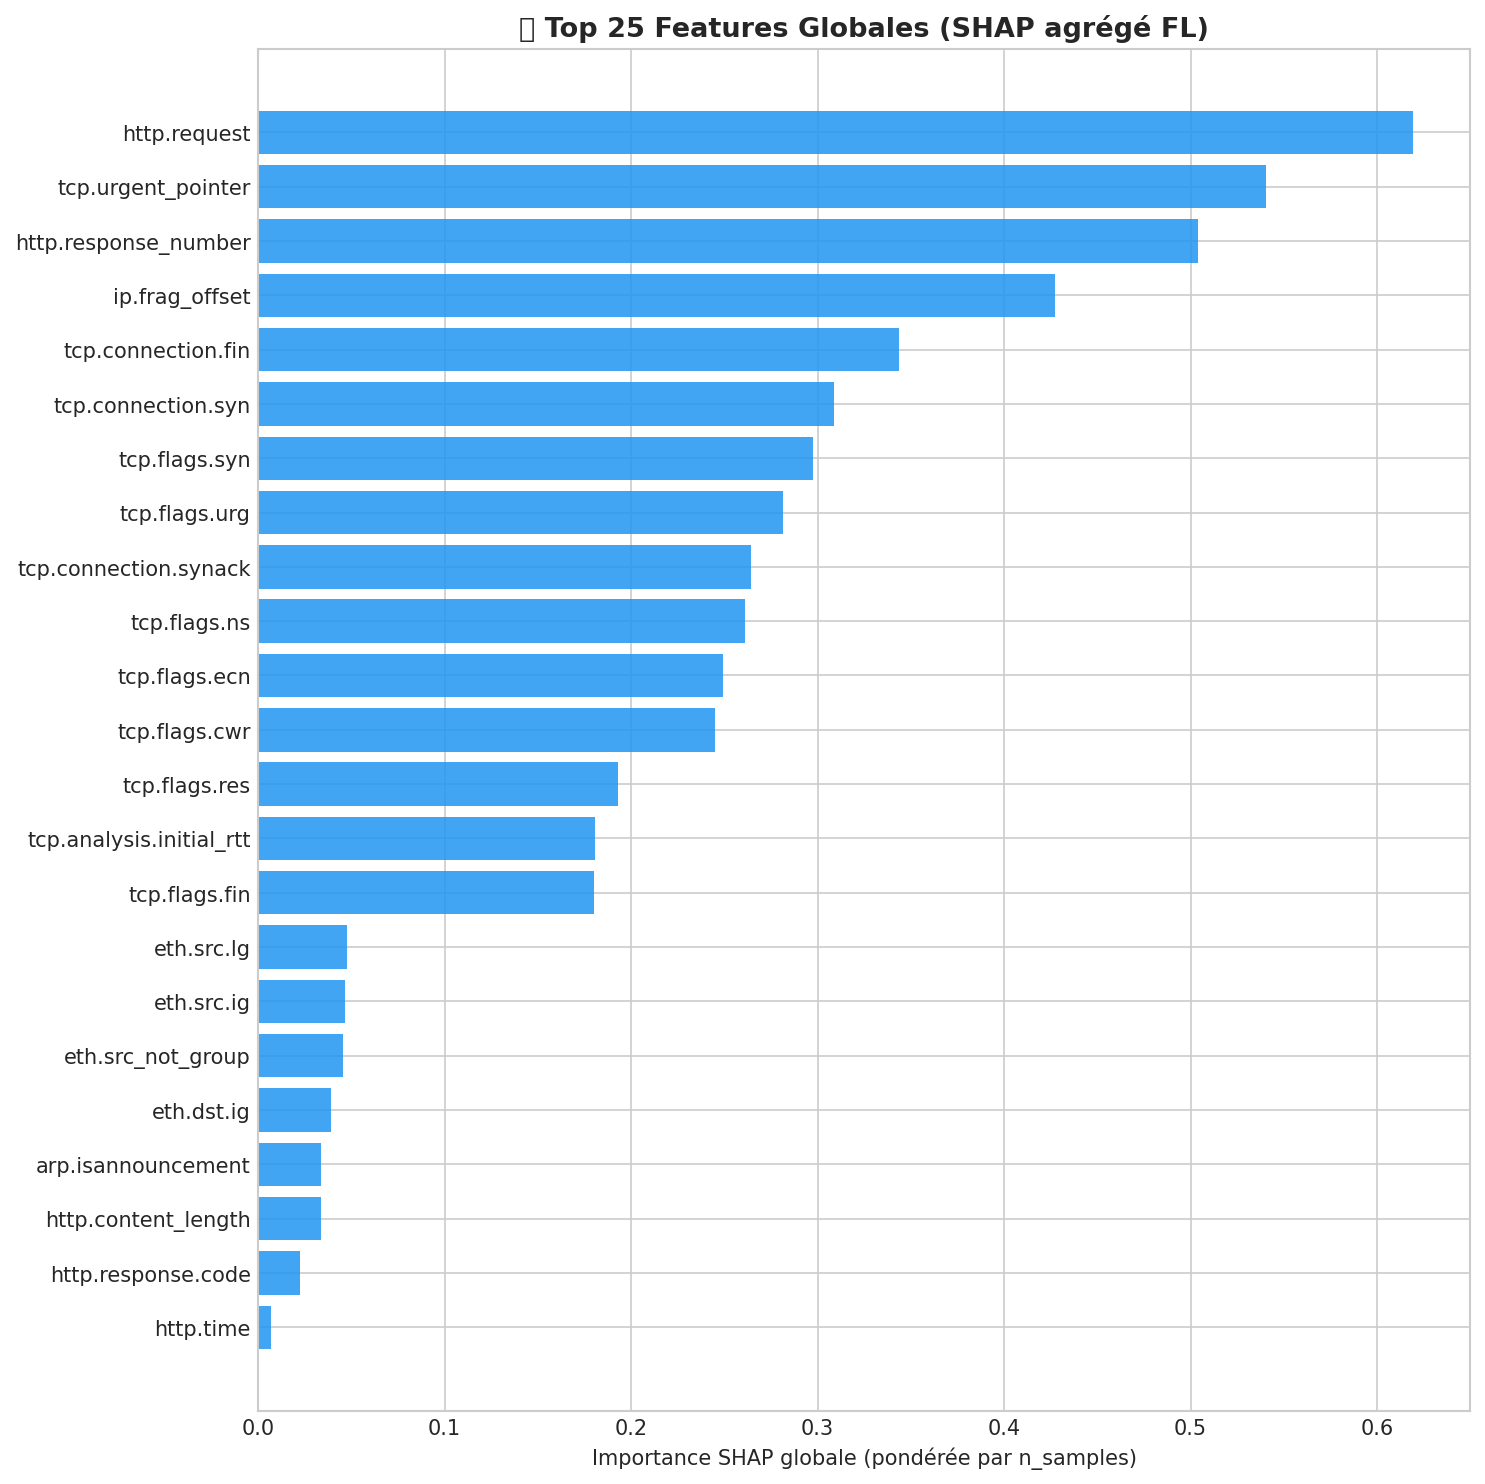 Top 25 Features Globales (SHAP agrégé FL)
http.request
tcp.urgent_pointer
http.response_number
ip.frag_offset
tcp.connection.fin
tcp.connection.syn
tcp.flags.syn
tcp.flags.urg
tcp.connection.synack
tcp.flags.ns
tcp.flags.ecn
tcp.flags.cwr
tcp.flags.res
tcp.analysis.initial_rtt
tcp.flags.fin
eth.src.lg
eth.src.ig
eth.src_not_group
eth.dst.ig
arp.isannouncement
http.content_length
http.response.code
http.time
0.0 0.1 0.2 0.3 0.4 0.5 0.6
Importance SHAP globale (pondérée par n_samples)